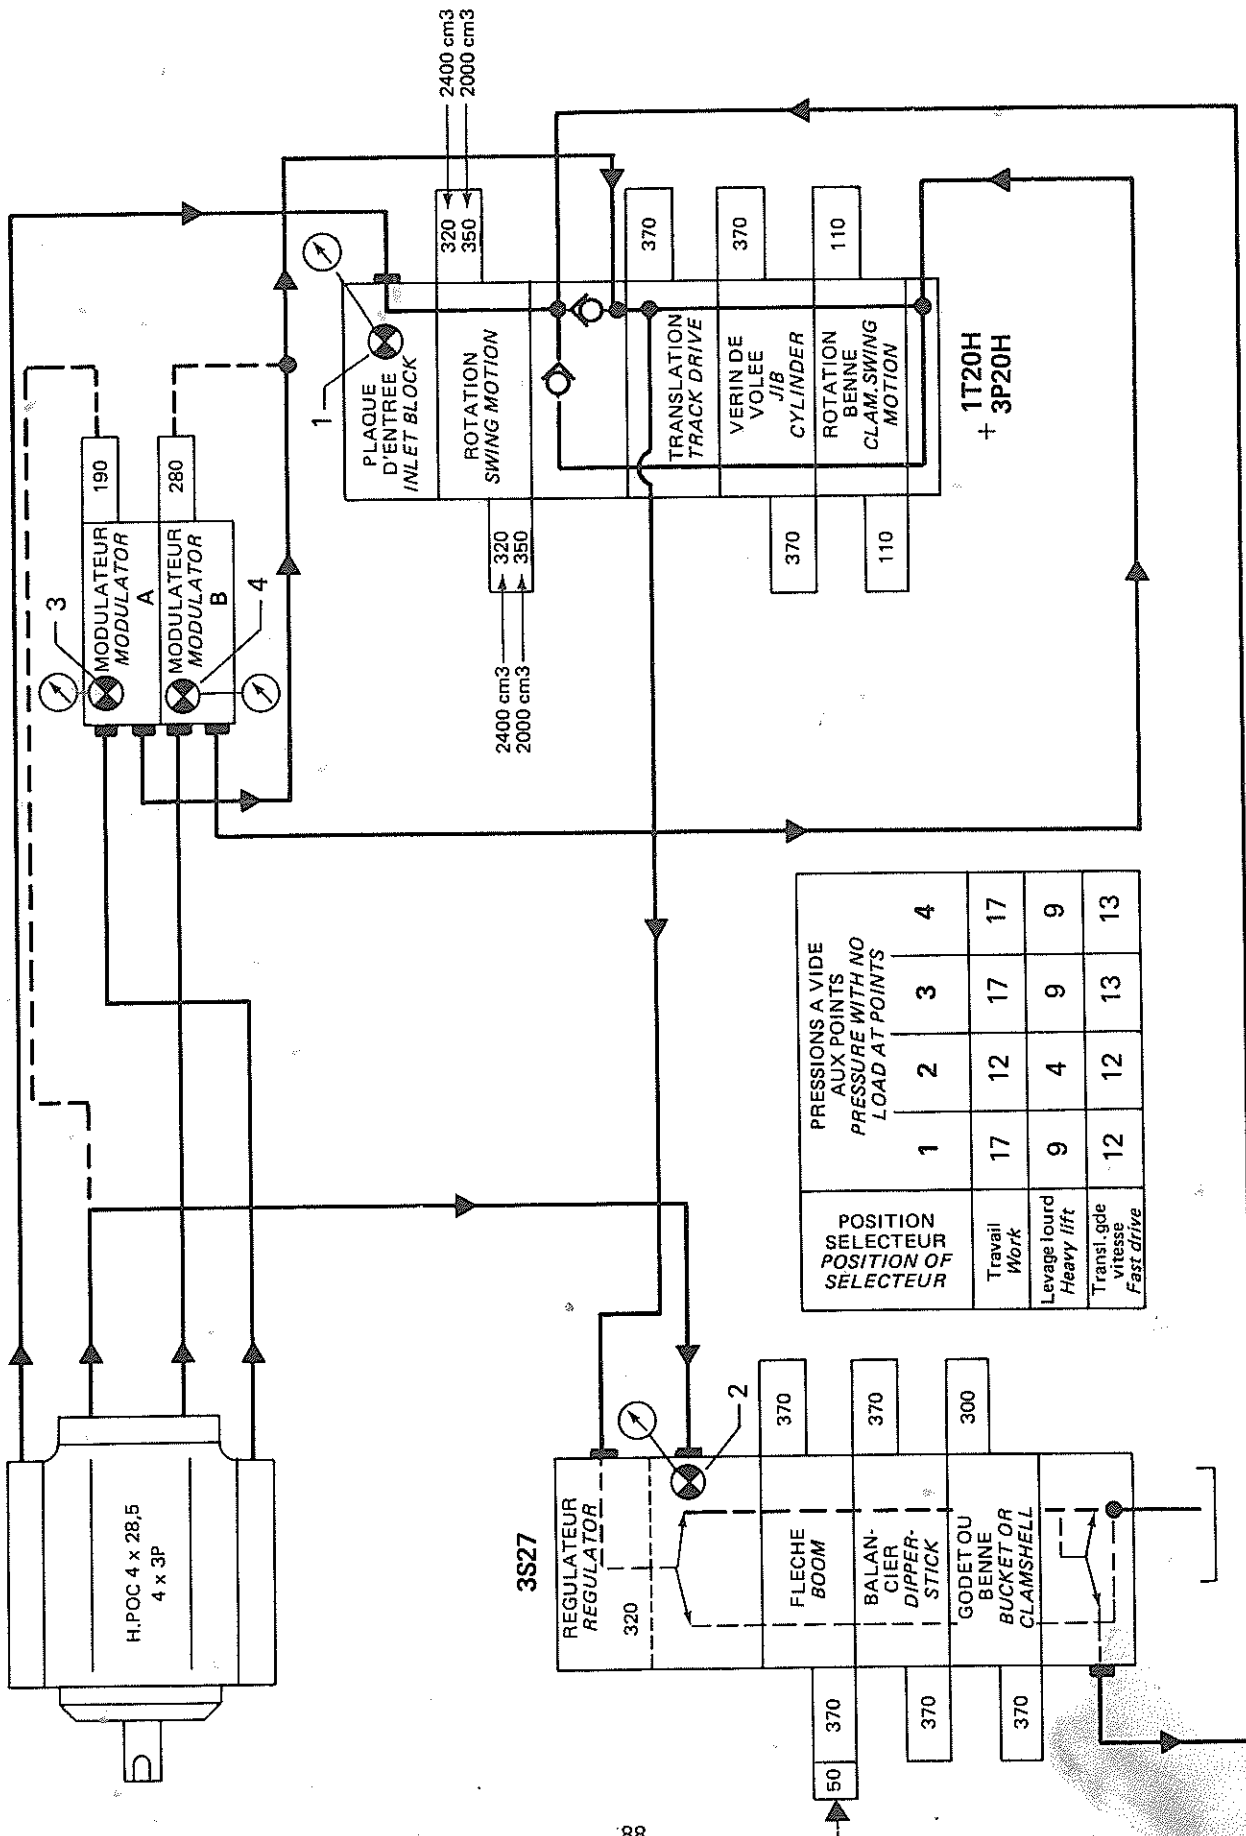 H.POC 4 x 28,5
4 x 3P
3
MODULATEUR
MODULATOR
A
190
MODULATEUR
MODULATOR
B
280
4
1
PLAQUE
D'ENTREE
INLET BLOCK
ROTATION
SWING MOTION
320
350
2400 cm3
2000 cm3
2400 cm3
2000 cm3
320
350
TRANSLATION
TRACK DRIVE
370
VERIN DE
VOLEE
JIB
CYLINDER
370
370
ROTATION
BENNE
CLAM.SWING
MOTION
110
110
1T20H
+ 3P20H
3S27
REGULATEUR
REGULATOR
320
2
FLECHE
BOOM
370
50
370
BALAN-
CIER
DIPPER-
STICK
370
370
GODET OU
BENNE
BUCKET OR
CLAMSHELL
300
370
POSITION
SELECTEUR
POSITION OF
SELECTEUR
PRESSIONS A VIDE
AUX POINTS
PRESSURE WITH NO
LOAD AT POINTS
1 2 3 4
Travail
Work
17 12 17 17
Levage lourd
Heavy lift
9 4 9 9
Transl.gde
vitesse
Fast drive
12 12 13 13
88